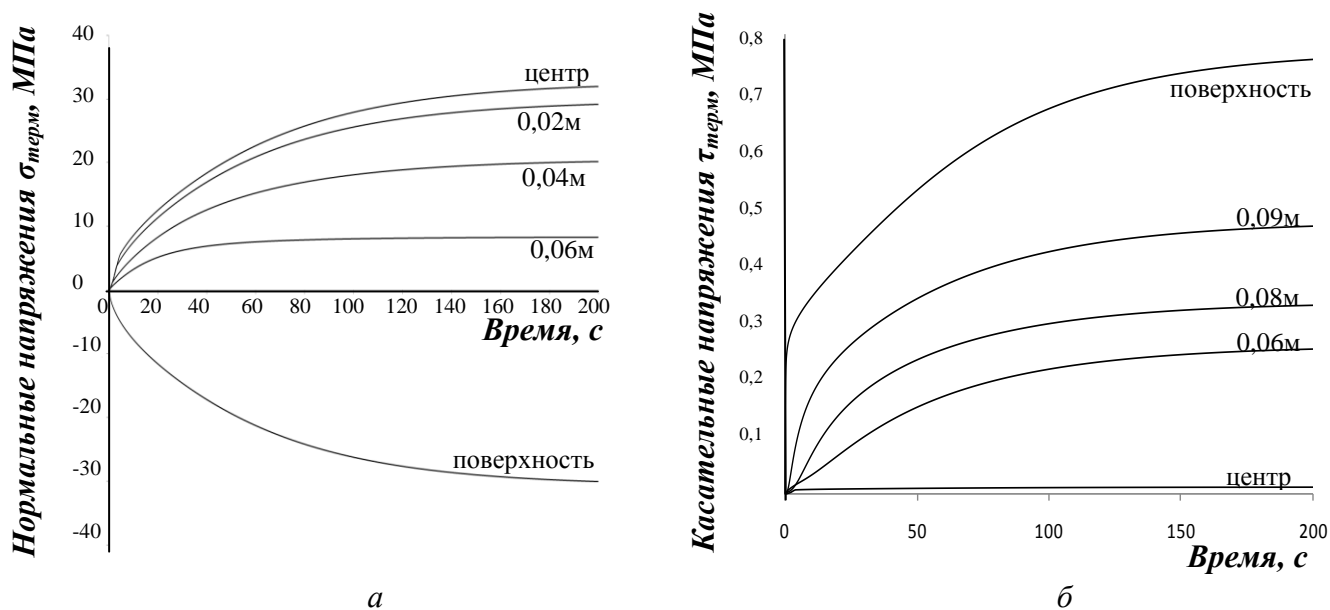 Нормальные напряжения σтерм, МПа
40
30
20
10
0
-10
-20
-30
-40
0 20 40 60 80 100 120 140 160 180 200
Время, с
центр
0,02м
0,04м
0,06м
поверхность
а
Касательные напряжения τтерм, МПа
0,8
0,7
0,6
0,5
0,4
0,3
0,2
0,1
0 50 100 150 200
Время, с
поверхность
0,09м
0,08м
0,06м
центр
б